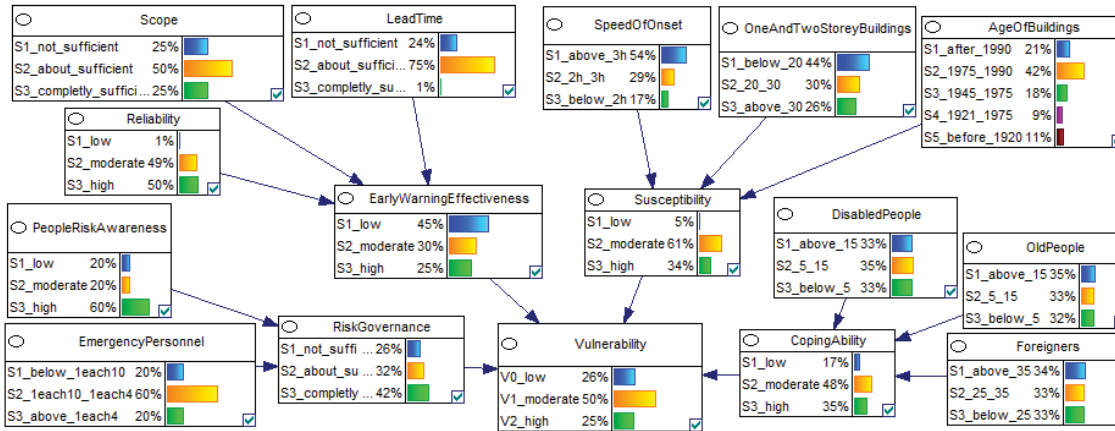 Scope
S1_not_sufficient 25%
S2_about_sufficient 50%
S3_completly_suffici... 25%
LeadTime
S1_not_sufficient 24%
S2_about_suffici... 75%
S3_completly_su... 1%
SpeedOfOnset
S1_above_3h 54%
S2_2h_3h 29%
S3_below_2h 17%
OneAndTwoStoreyBuildings
S1_below_20 44%
S2_20_30 30%
S3_above_30 26%
AgeOfBuildings
S1_after_1990 21%
S2_1975_1990 42%
S3_1945_1975 18%
S4_1921_1975 9%
S5_before_1920 11%
Reliability
S1_low 1%
S2_moderate 49%
S3_high 50%
EarlyWarningEffectiveness
S1_low 45%
S2_moderate 30%
S3_high 25%
Susceptibility
S1_low 5%
S2_moderate 61%
S3_high 34%
DisabledPeople
S1_above_15 33%
S2_5_15 35%
S3_below_5 33%
PeopleRiskAwareness
S1_low 20%
S2_moderate 20%
S3_high 60%
OldPeople
S1_above_15 35%
S2_5_15 33%
S3_below_5 32%
EmergencyPersonnel
S1_below_1each10 20%
S2_1each10_1each4 60%
S3_above_1each4 20%
RiskGovernance
S1_not_suffi ... 26%
S2_about_su ... 32%
S3_completly ... 42%
Vulnerability
V0_low 26%
V1_moderate 50%
V2_high 25%
CopingAbility
S1_low 17%
S2_moderate 48%
S3_high 35%
Foreigners
S1_above_35 34%
S2_25_35 33%
S3_below_25 33%